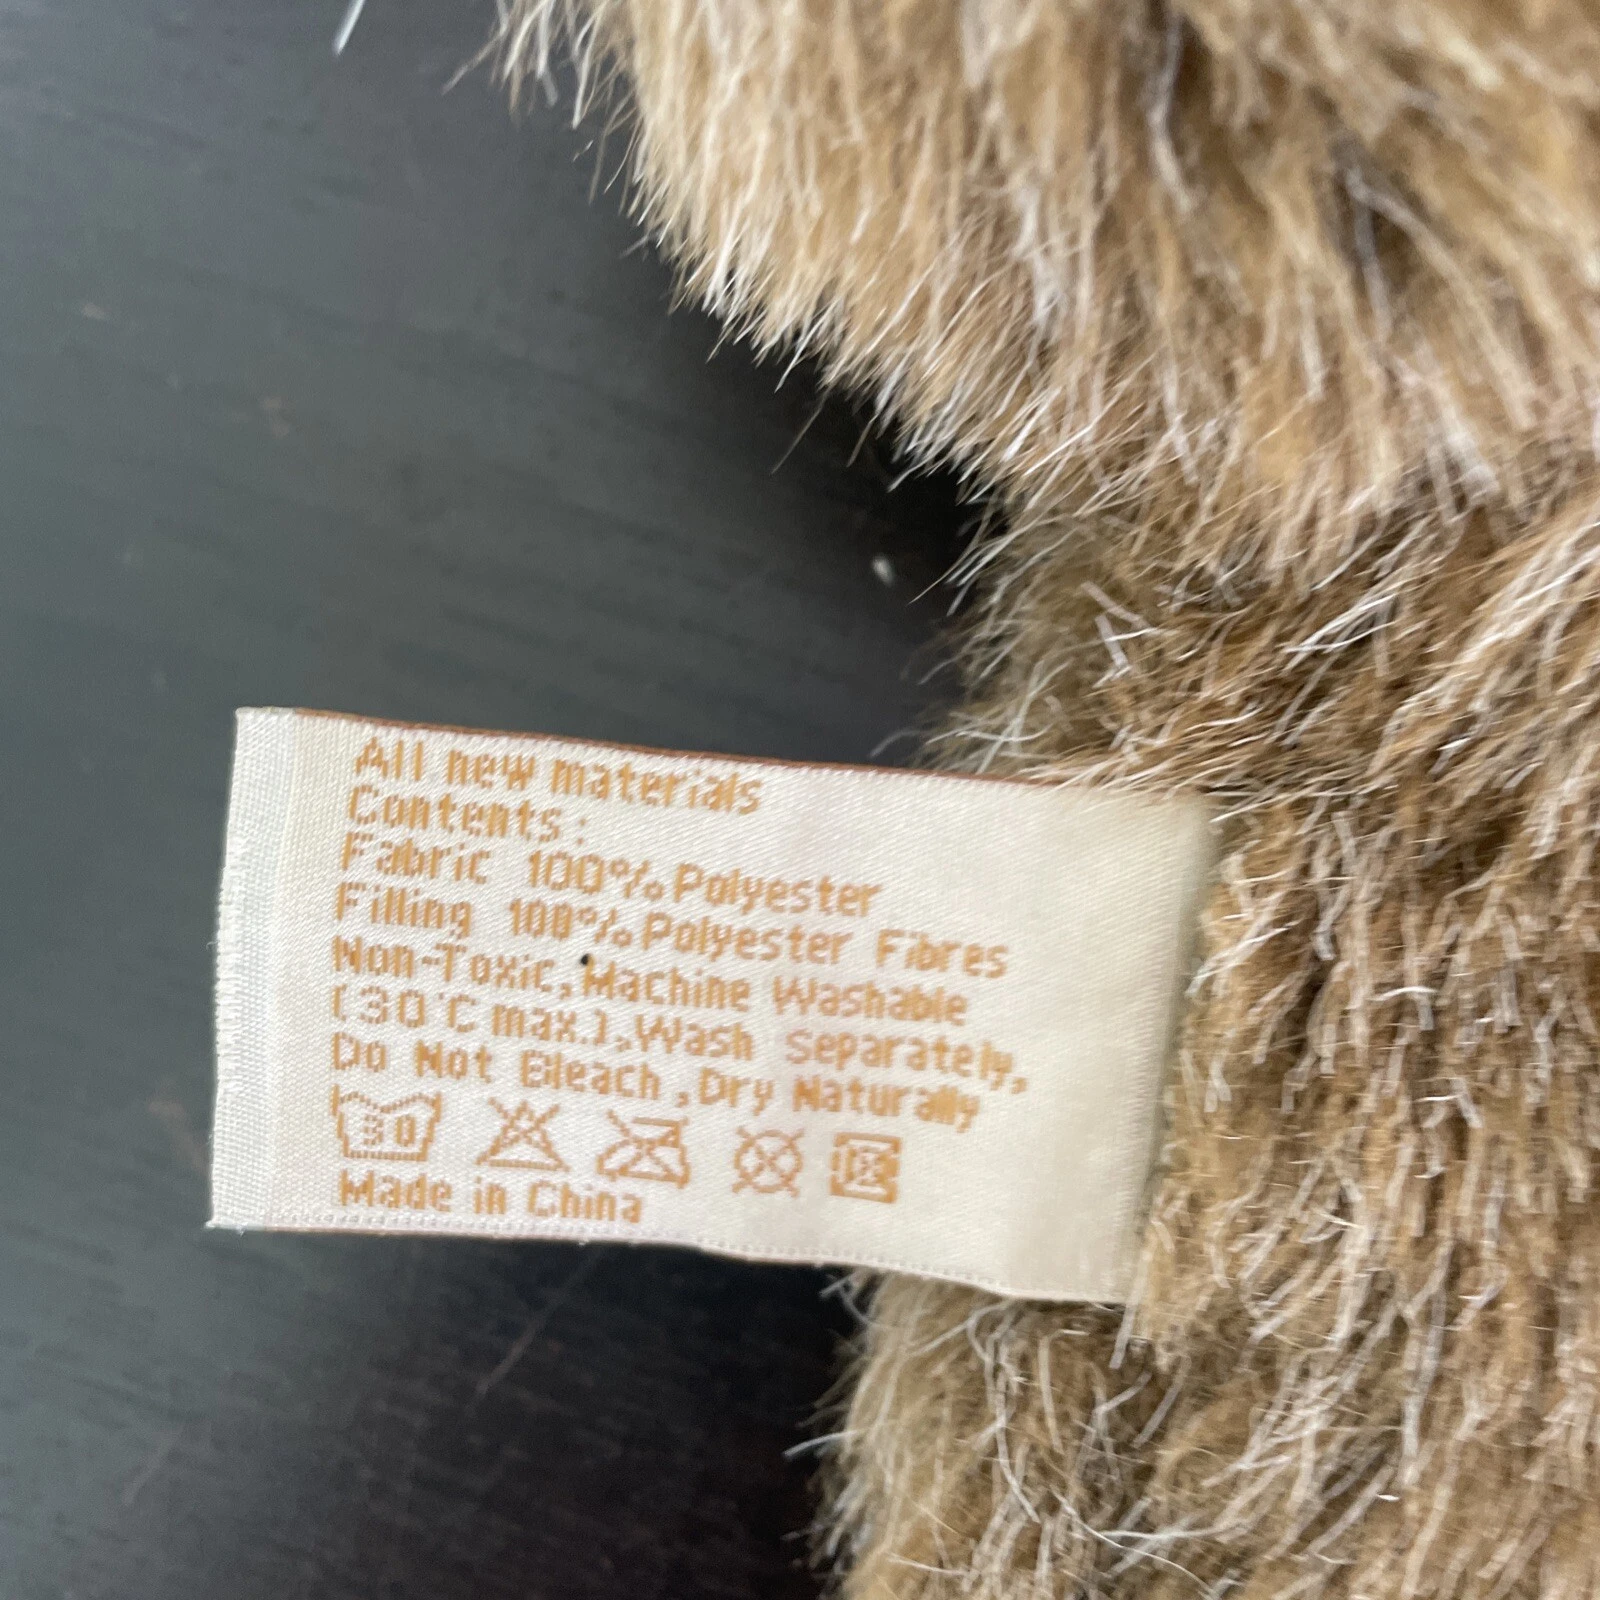 All new materials
Contents:
Fabric 100% Polyester
Filling 100% Polyester Fibres
Non-Toxic, Machine Washable
(30°C max.), Wash separately,
Do Not Bleach, Dry Naturally
30
Made in China